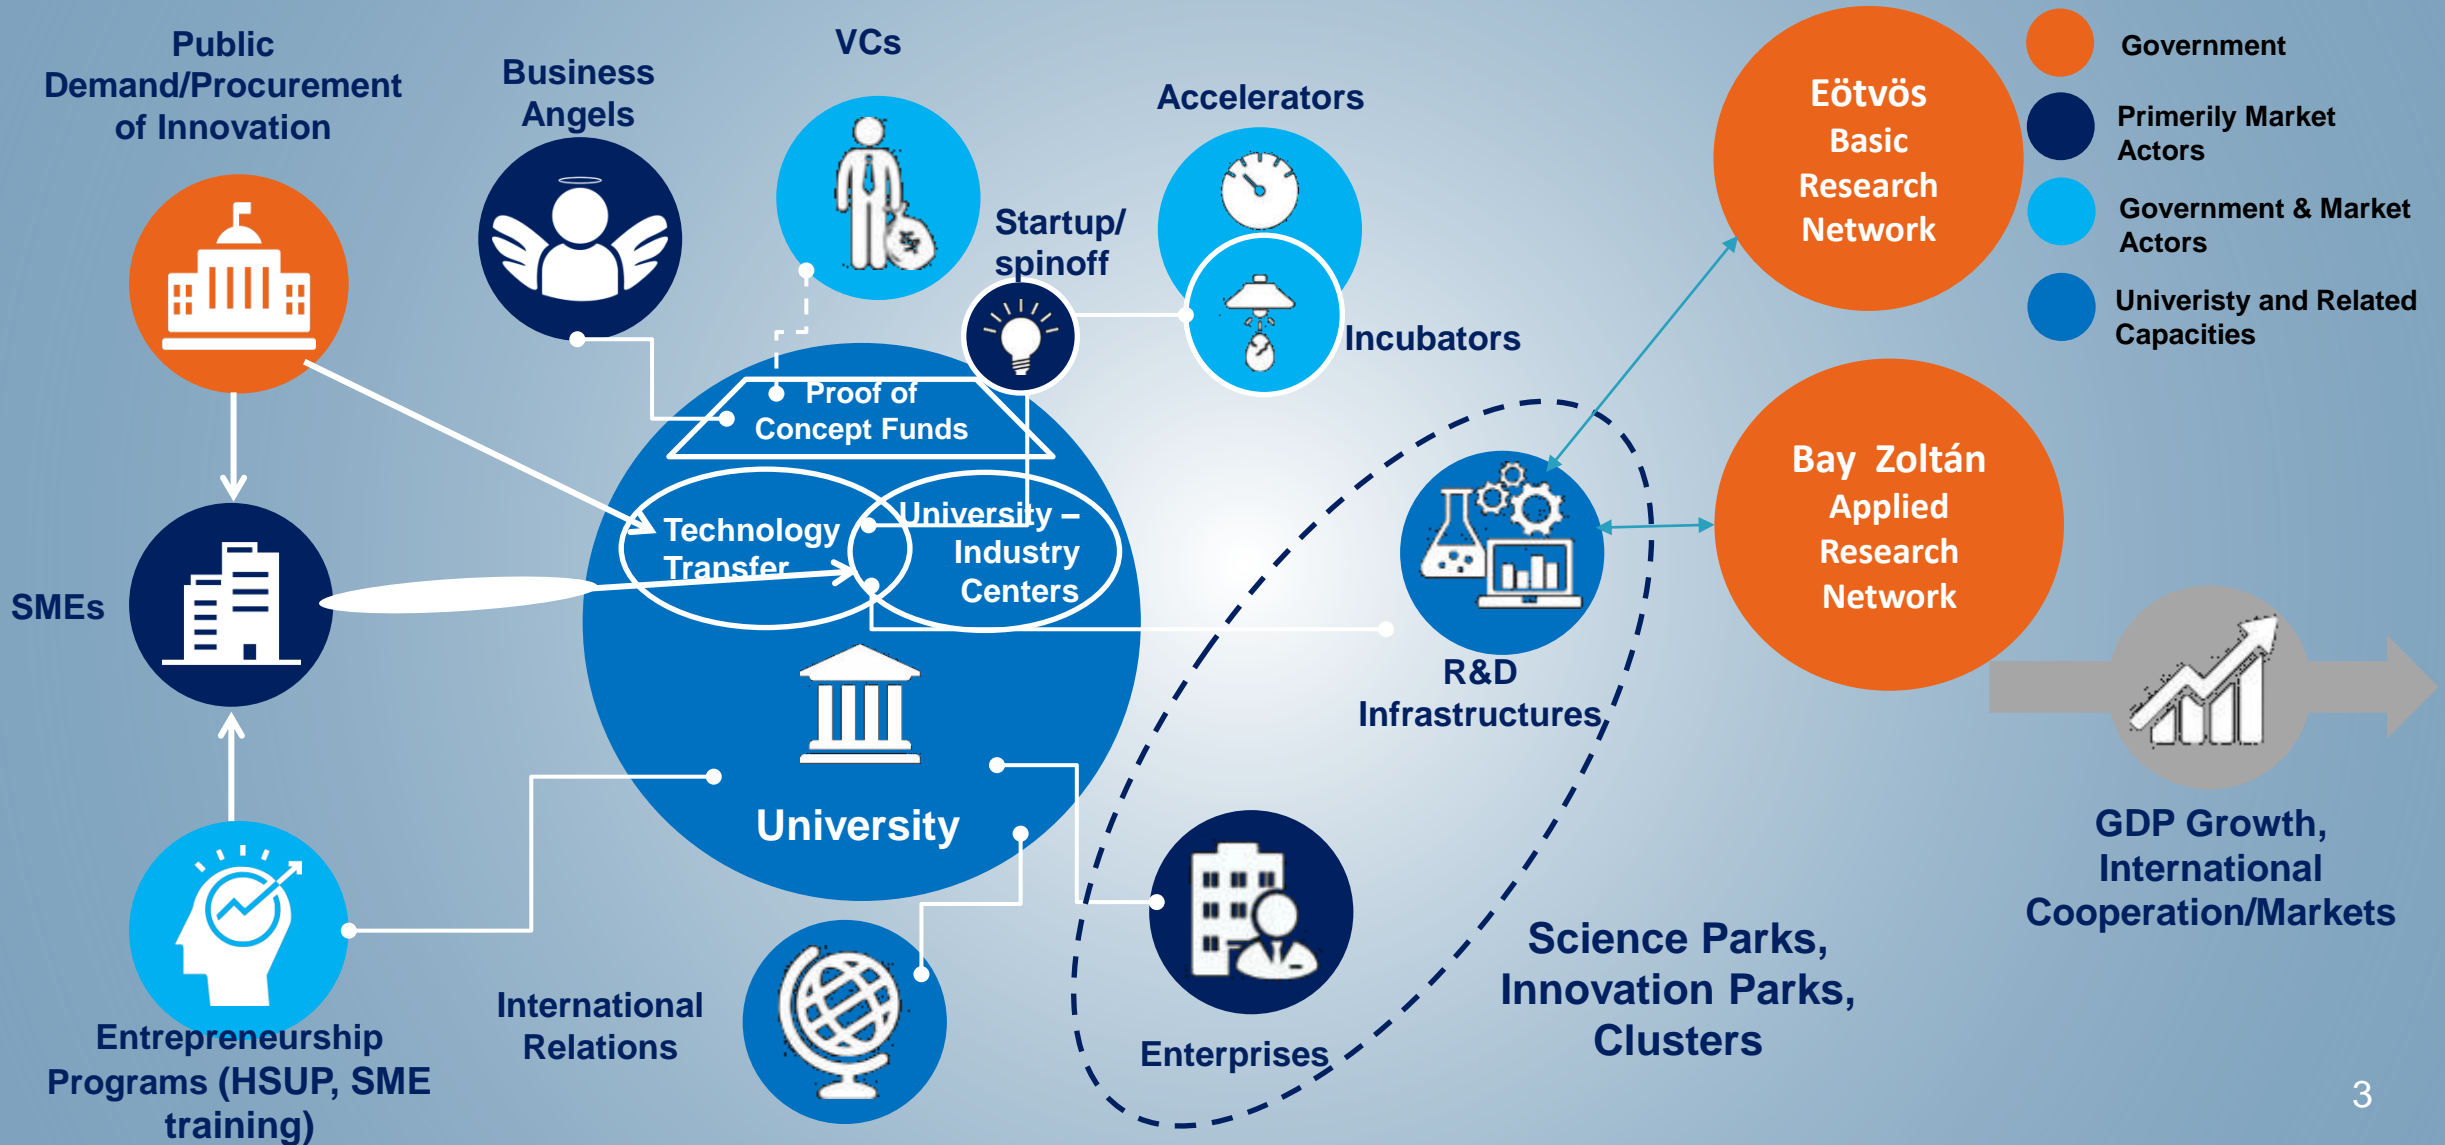 Public
Demand/Procurement
of Innovation
Business
Angels
VCs
Accelerators
Startup/
spinoff
Incubators
Eötvös
Basic
Research
Network
Government
Primerily Market
Actors
Government & Market
Actors
Univeristy and Related
Capacities
Proof of
Concept Funds
Technology
Transfer
University –
Industry
Centers
SMEs
Bay Zoltán
Applied
Research
Network
R&D
Infrastructures
University
GDP Growth,
International
Cooperation/Markets
Science Parks,
Innovation Parks,
Clusters
International
Relations
Enterprises
Entrepreneurship
Programs (HSUP, SME
training)
3